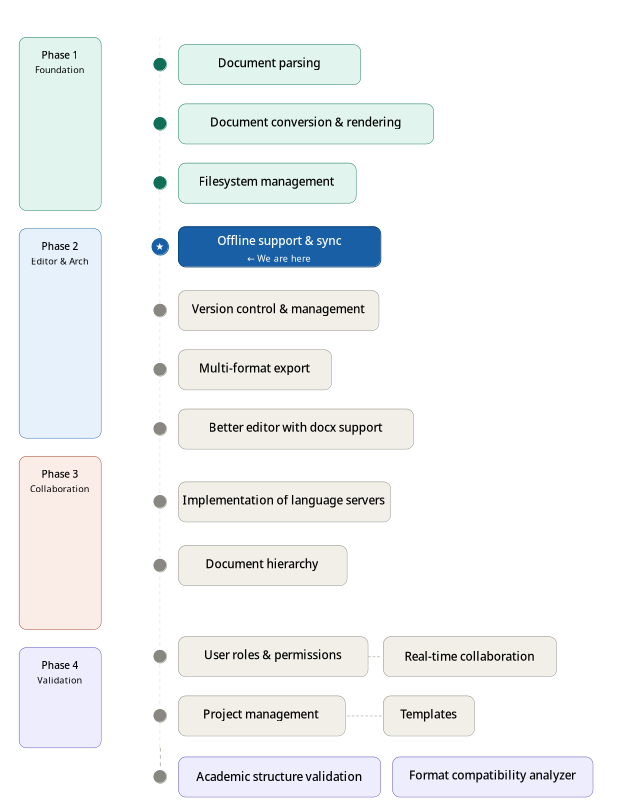 Phase 1
Foundation
Document parsing
Document conversion & rendering
Filesystem management
Phase 2
Editor & Arch
Offline support & sync
← We are here
Version control & management
Multi-format export
Better editor with docx support
Phase 3
Collaboration
Implementation of language servers
Document hierarchy
User roles & permissions
Real-time collaboration
Phase 4
Validation
Project management
Templates
Academic structure validation
Format compatibility analyzer